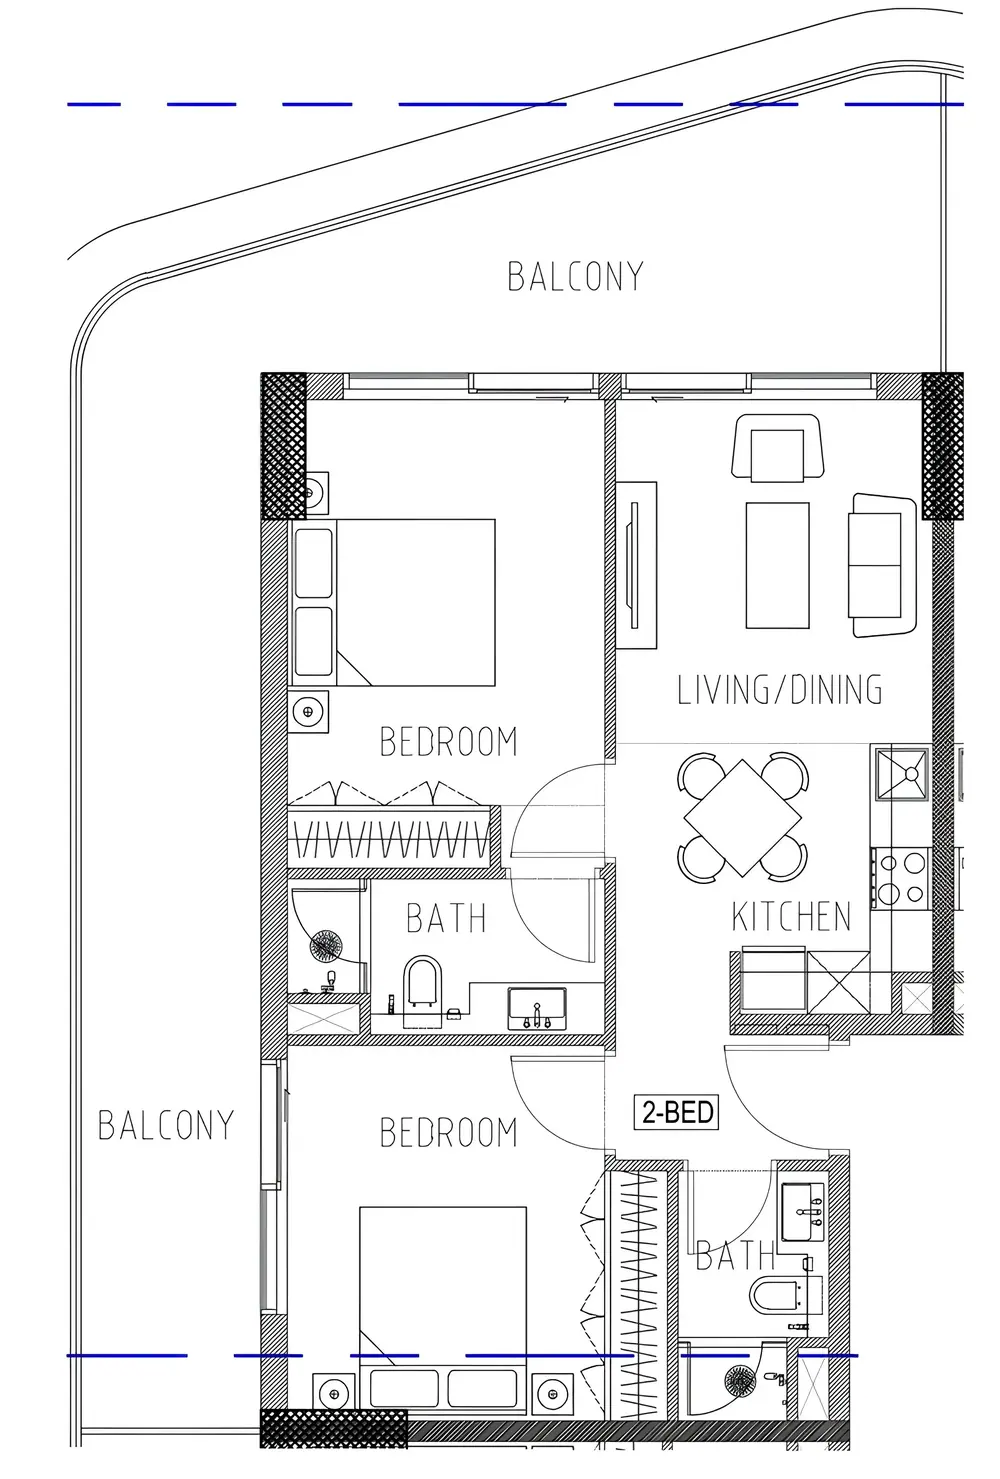 BALCONY
LIVING/DINING
BEDROOM
KITCHEN
BATH
2-BED
BALCONY
BEDROOM
BATH